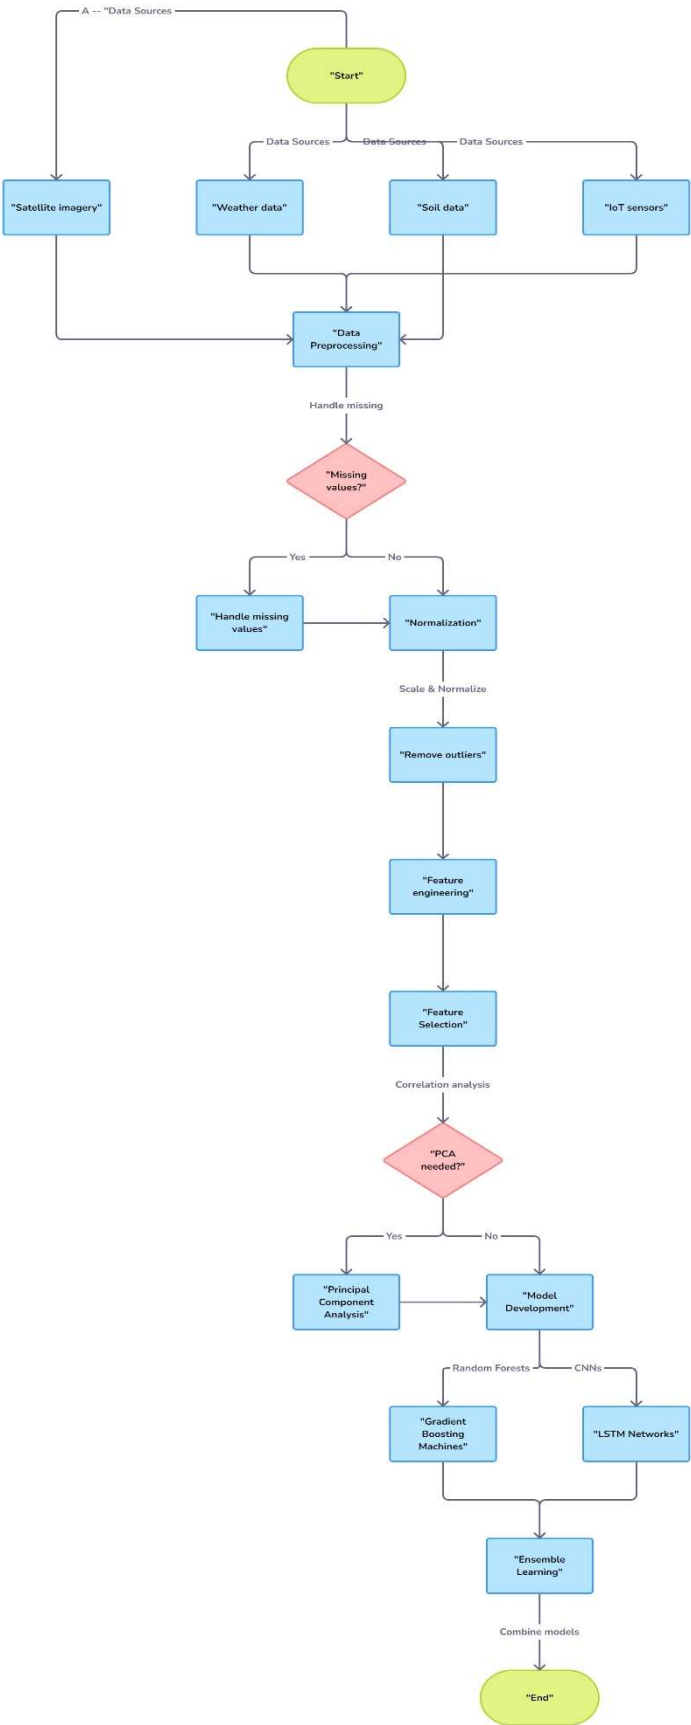 A -- "Data Sources
"Start"
Data Sources
Data Sources
Data Sources
"Satellite imagery"
"Weather data"
"Soil data"
"IoT sensors"
"Data
Preprocessing"
Handle missing
"Missing
values?"
Yes
No
"Handle missing
values"
"Normalization"
Scale & Normalize
"Remove outliers"
"Feature
engineering"
"Feature
Selection"
Correlation analysis
"PCA
needed?"
Yes
No
"Principal
Component
Analysis"
"Model
Development"
Random Forests
CNNs
"Gradient
Boosting
Machines"
"LSTM Networks"
"Ensemble
Learning"
Combine models
"End"